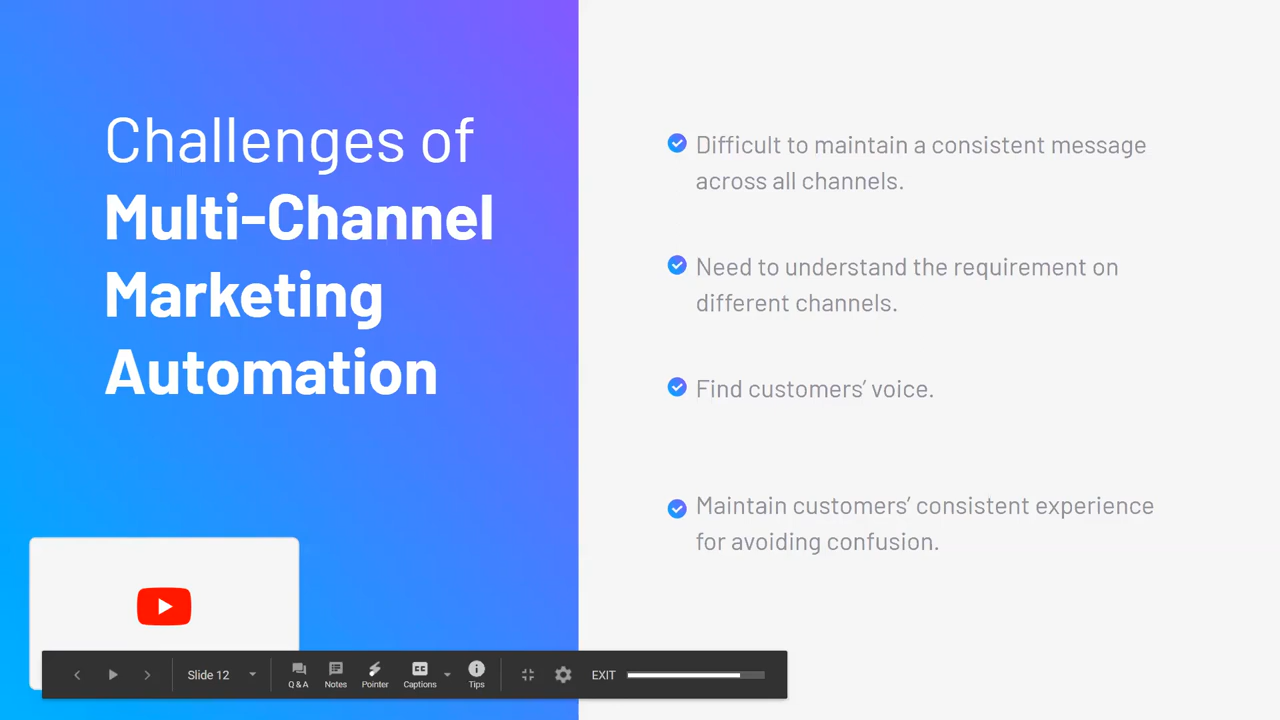 Challenges of
Multi-Channel
Marketing
Automation
Difficult to maintain a consistent message
across all channels.
Need to understand the requirement on
different channels.
Find customers’ voice.
Maintain customers’ consistent experience
for avoiding confusion.
Slide 12
Q & A
Notes
Pointer
CC
Captions
Tips
EXIT